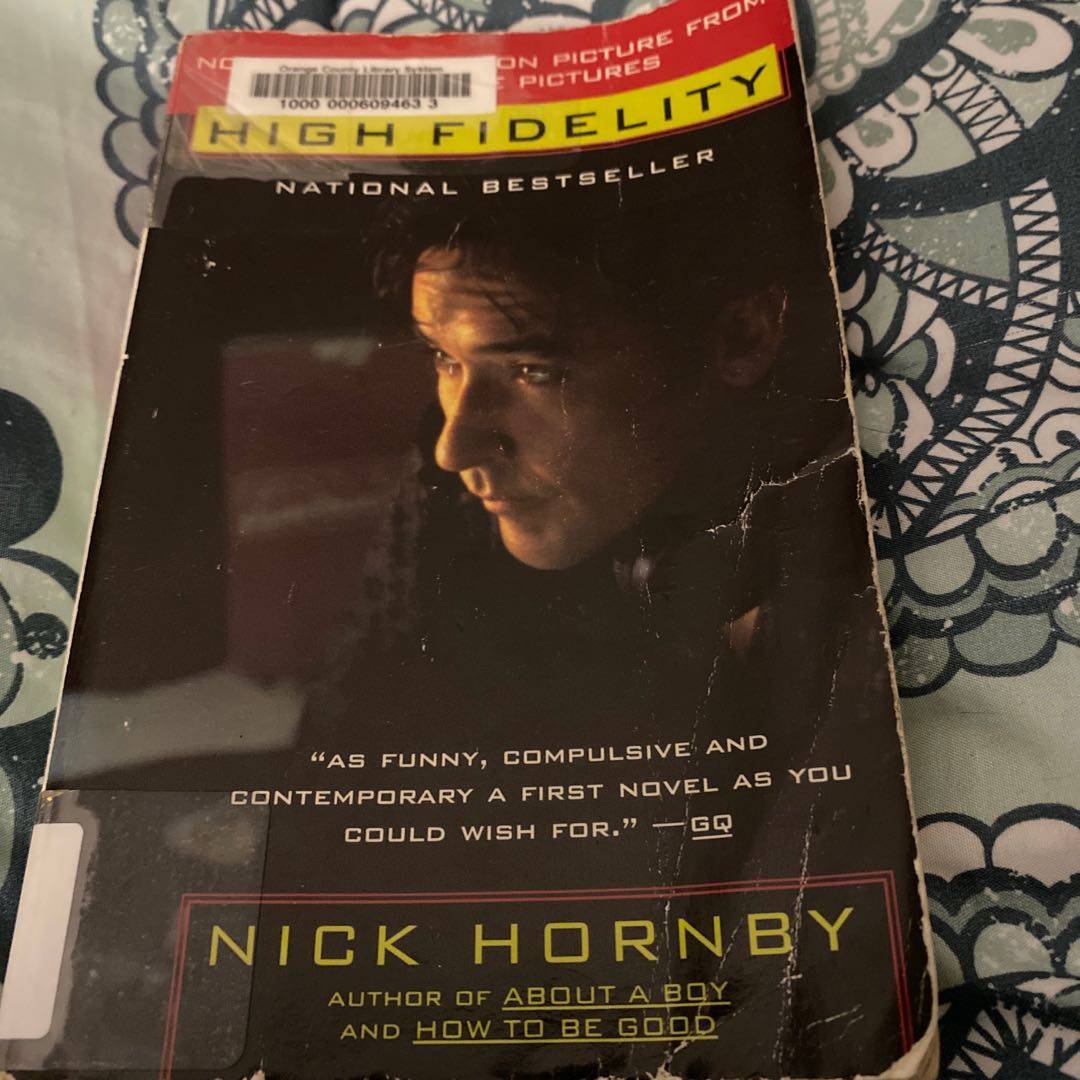 NO ON PICTURE FROM
PICTURES
Orange County Library System
1000 000609463 3
HIGH FIDELITY
NATIONAL BESTSELLER
“AS FUNNY, COMPULSIVE AND
CONTEMPORARY A FIRST NOVEL AS YOU
COULD WISH FOR.” —GQ
NICK HORNBY
AUTHOR OF ABOUT A BOY
AND HOW TO BE GOOD